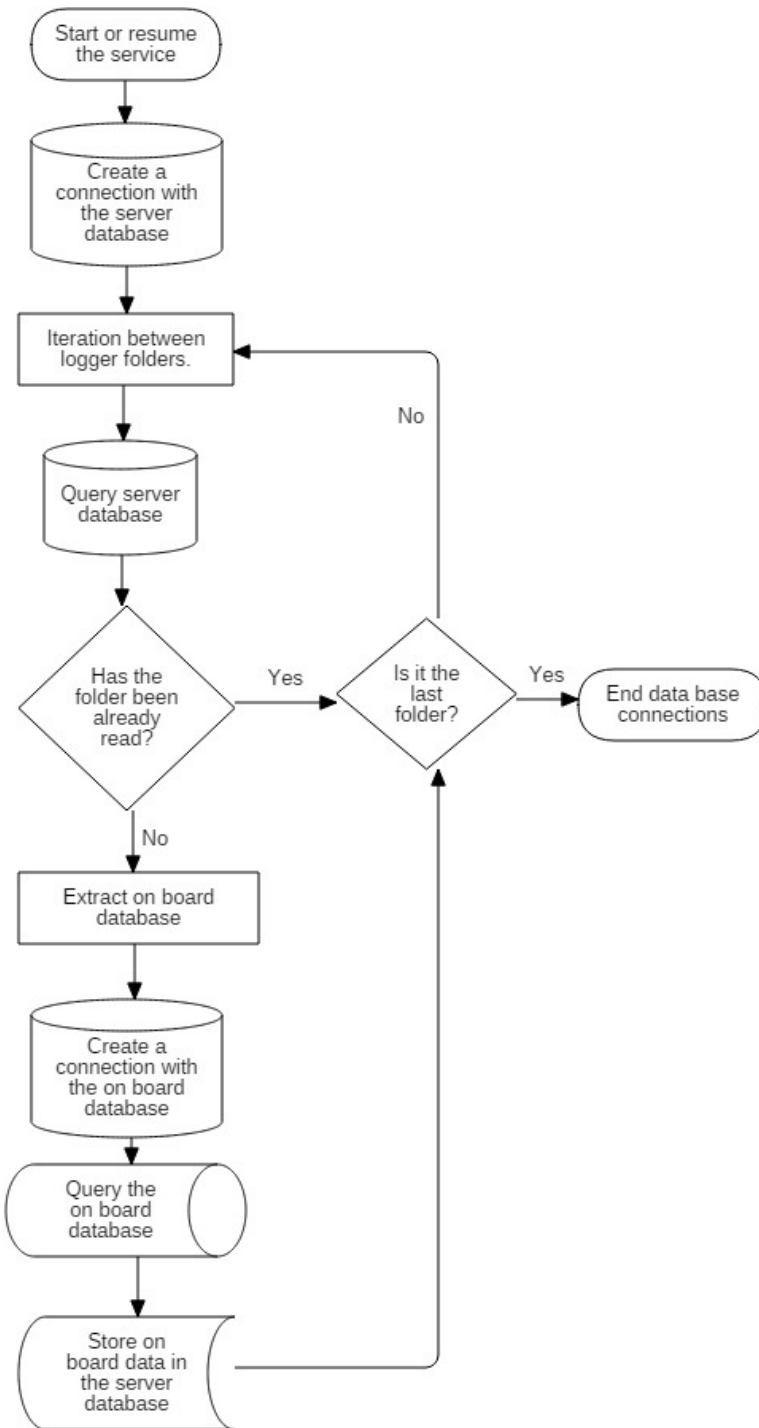 Start or resume
the service
Create a
connection with
the server
database
Iteration between
logger folders.
No
Query server
database
Has the
folder been
already
read?
Yes
Is it the
last
folder?
Yes
End data base
connections
No
Extract on board
database
Create a
connection with
the on board
database
Query the
on board
database
Store on
board data in
the server
database